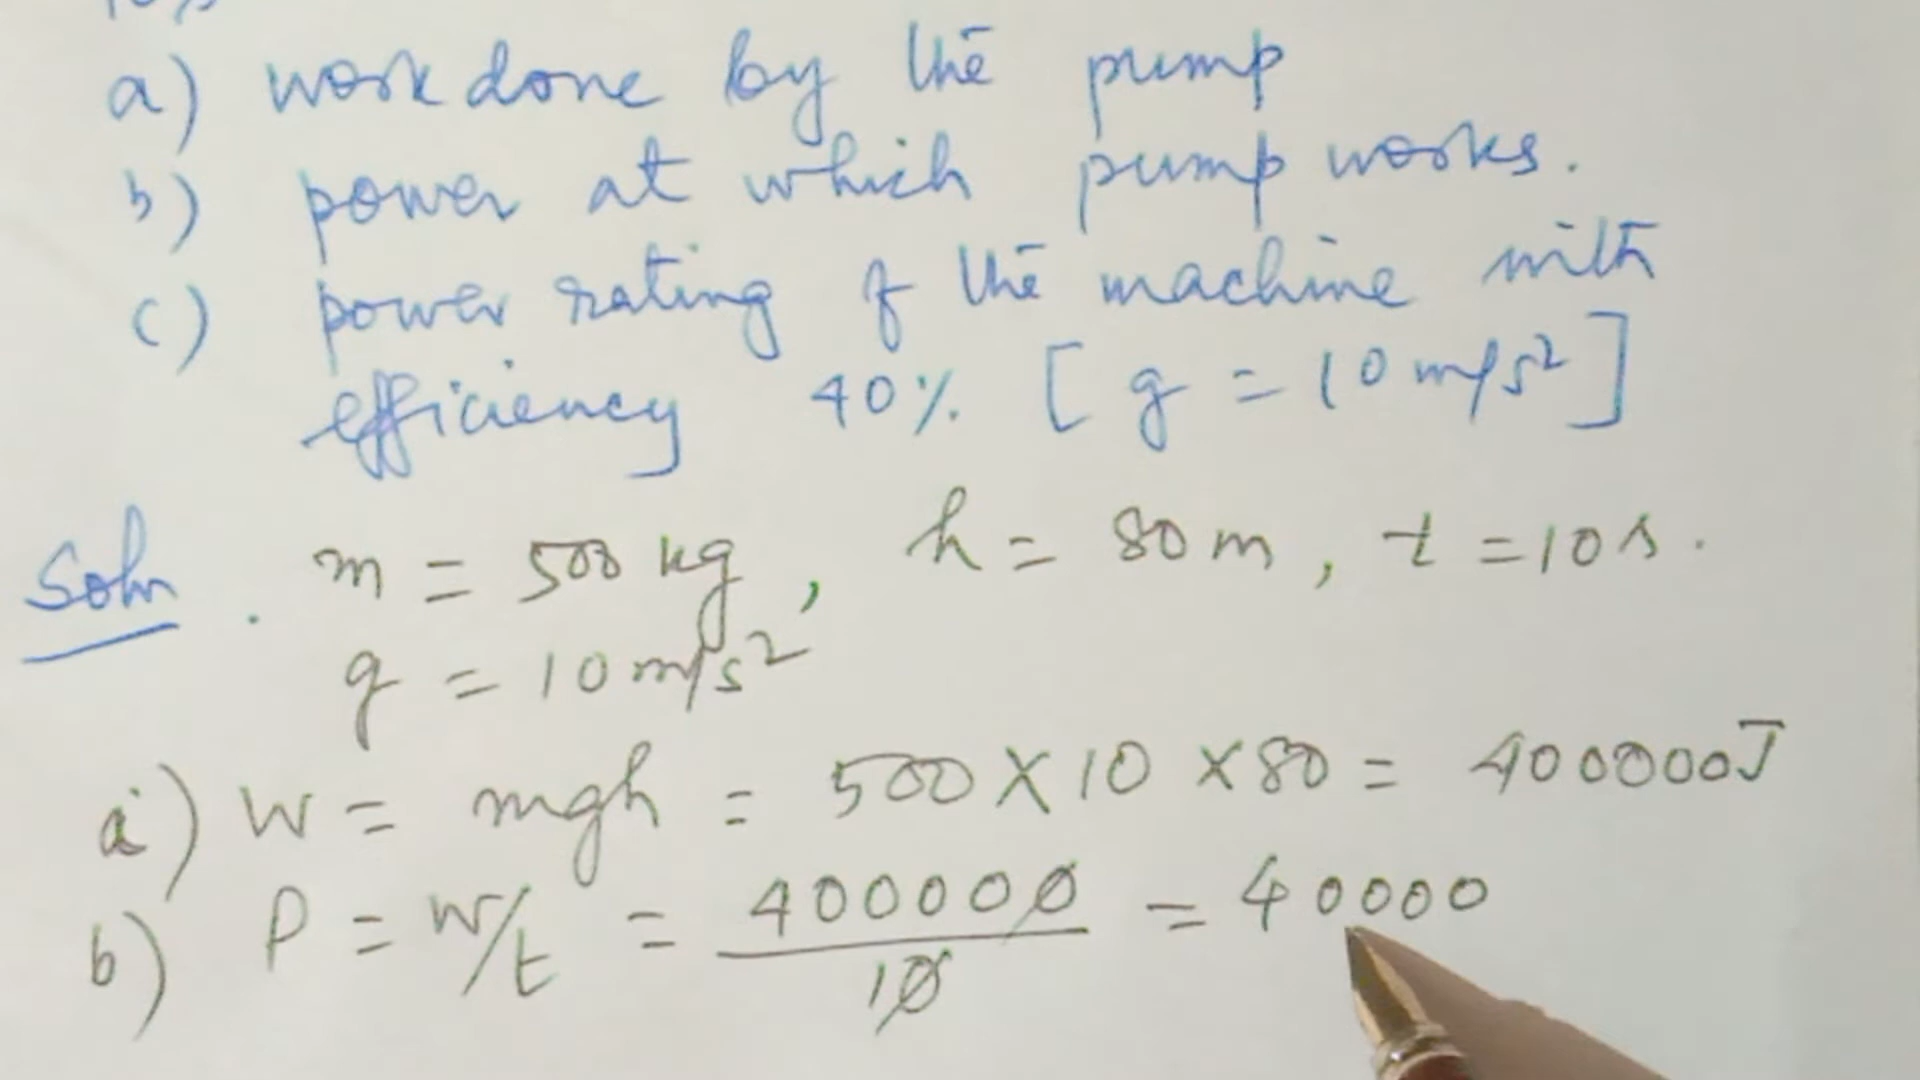 a) work done by the pump
b) power at which pump works.
c) power rating of the machine with
efficiency 40% [g = 10 m/s²]
Soln. m = 500 kg, h = 80 m, t = 10 s.
g = 10 m/s²
a) W = mgh = 500 X 10 X 80 = 400000J
b) P = W/t = 400000/10 = 40000